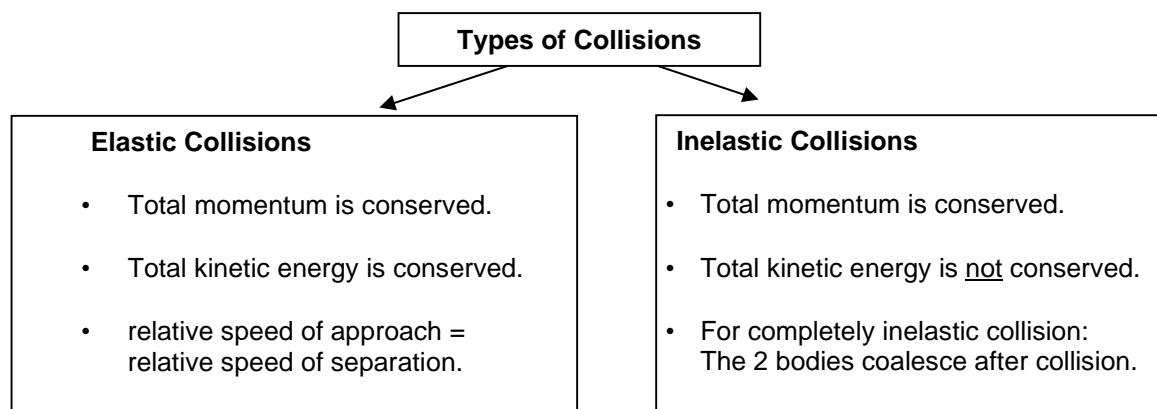 Types of Collisions
Elastic Collisions
• Total momentum is conserved.
• Total kinetic energy is conserved.
• relative speed of approach =
relative speed of separation.
Inelastic Collisions
• Total momentum is conserved.
• Total kinetic energy is not conserved.
• For completely inelastic collision:
The 2 bodies coalesce after collision.